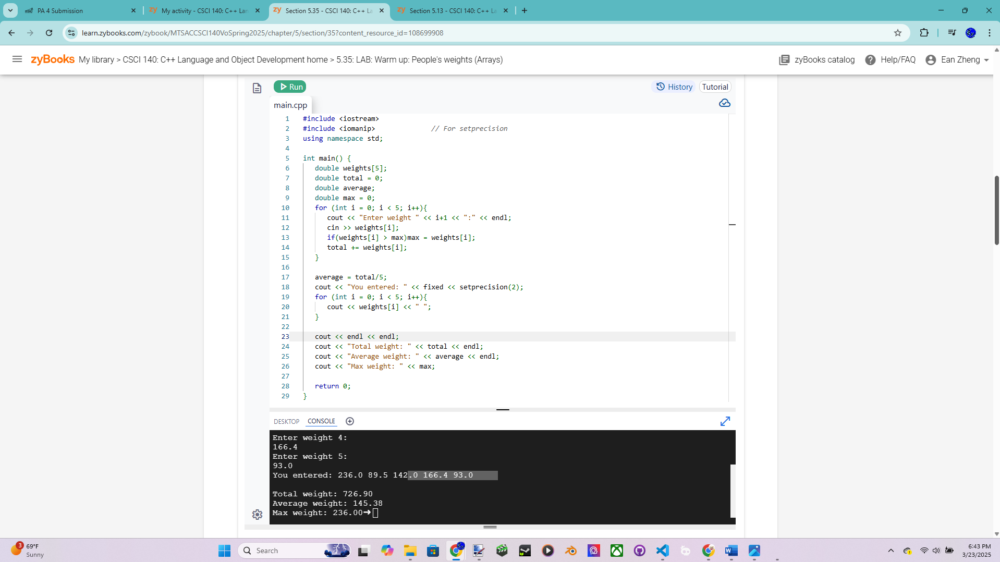 PA 4 Submission
My activity - CSCI 140: C++ Lan
Section 5.35 - CSCI 140: C++ La
Section 5.13 - CSCI 140: C++ La
learn.zybooks.com/zybook/MTSACCSCI140VoSpring2025/chapter/5/section/35?content_resource_id=108699908
zyBooks My library > CSCI 140: C++ Language and Object Development home > 5.35: LAB: Warm up: People's weights (Arrays)
zyBooks catalog
Help/FAQ
Ean Zheng
Run
History
Tutorial
main.cpp
1 #include <iostream>
2 #include <iomanip>              // For setprecision
3 using namespace std;
4
5 int main() {
6    double weights[5];
7    double total = 0;
8    double average;
9    double max = 0;
10    for (int i = 0; i < 5; i++){
11       cout << "Enter weight " << i+1 << ":" << endl;
12       cin >> weights[i];
13       if(weights[i] > max)max = weights[i];
14       total += weights[i];
15    }
16
17    average = total/5;
18    cout << "You entered: " << fixed << setprecision(2);
19    for (int i = 0; i < 5; i++){
20       cout << weights[i] << " ";
21    }
22
23    cout << endl << endl;
24    cout << "Total weight: " << total << endl;
25    cout << "Average weight: " << average << endl;
26    cout << "Max weight: " << max;
27
28    return 0;
29 }
DESKTOP
CONSOLE
Enter weight 4:
166.4
Enter weight 5:
93.0
You entered: 236.0 89.5 142.0 166.4 93.0
Total weight: 726.90
Average weight: 145.38
Max weight: 236.00➜
3
69°F
Sunny
Search
6:43 PM
3/23/2025